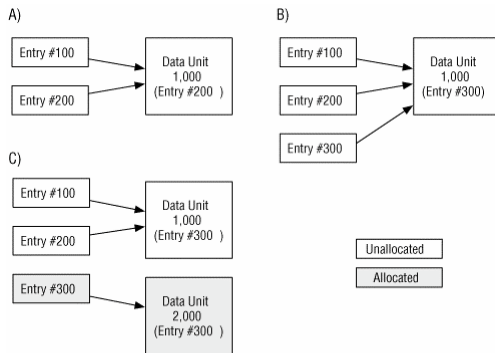 A)
Entry #100
Entry #200
Data Unit
1,000
(Entry #200 )
B)
Entry #100
Entry #200
Entry #300
Data Unit
1,000
(Entry #300)
C)
Entry #100
Entry #200
Data Unit
1,000
(Entry #300 )
Entry #300
Data Unit
2,000
(Entry #300 )
Unallocated
Allocated